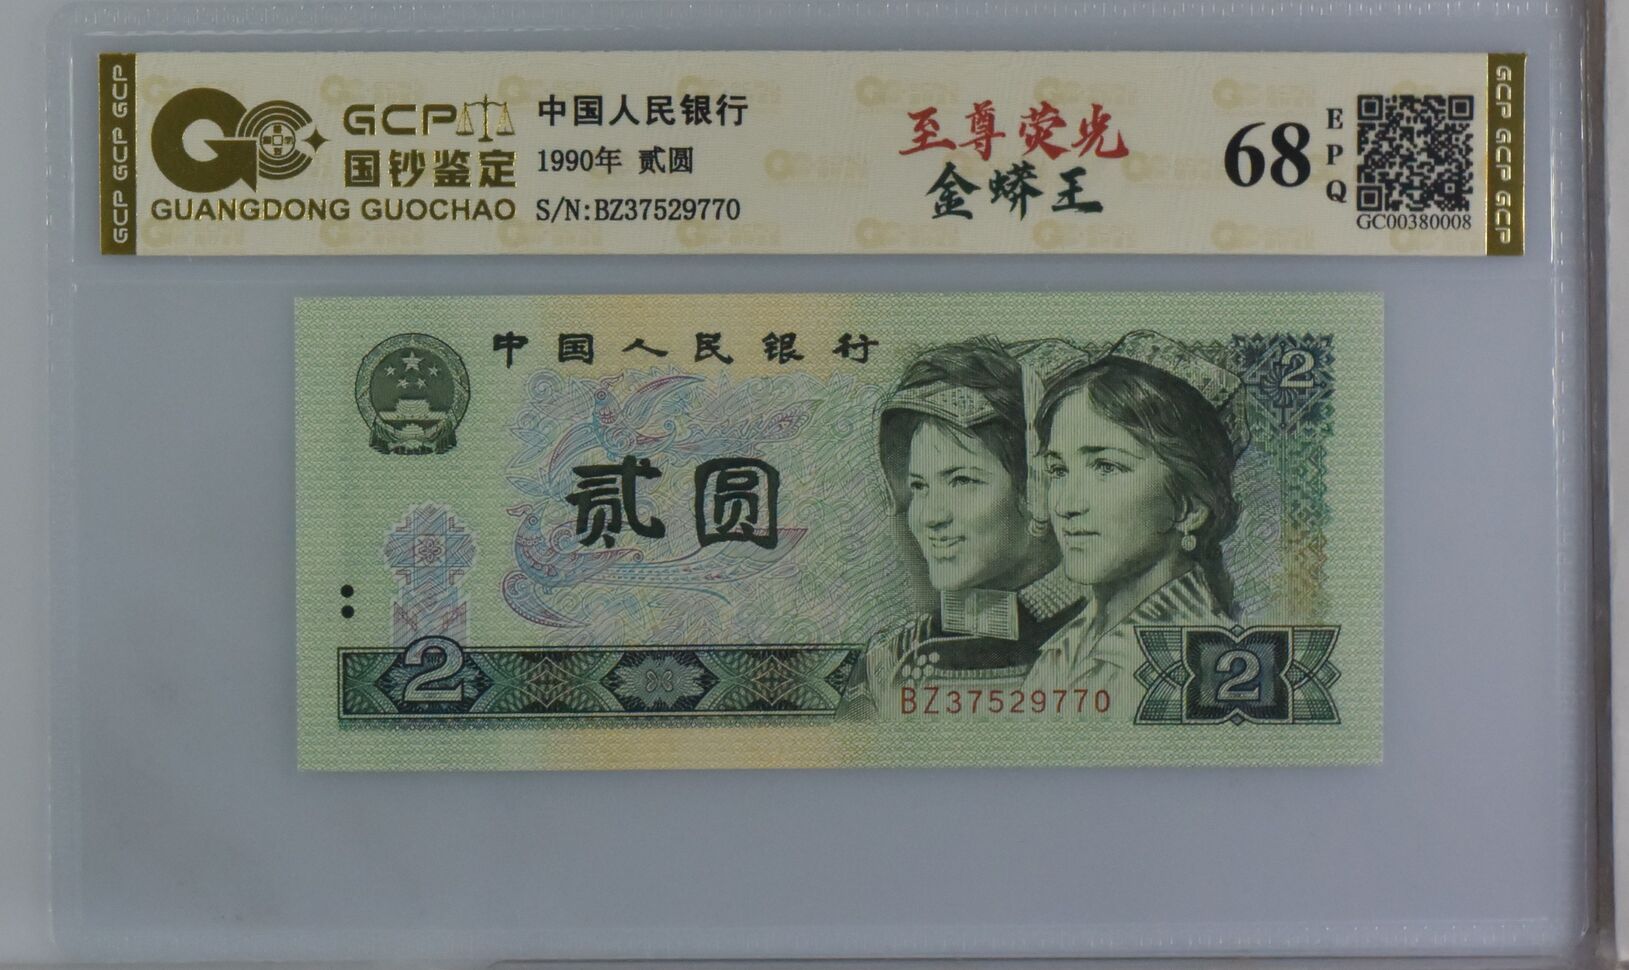 GCP GCP GCP
GCP
国钞鉴定
GUANGDONG GUOCHAO
中国人民银行
1990年 贰圆
S/N:BZ37529770
至尊荧光
金蟒王
68
EPQ
GC00380008
GCP GCP GCP
中国人民银行
2
贰圆
2
BZ37529770
2